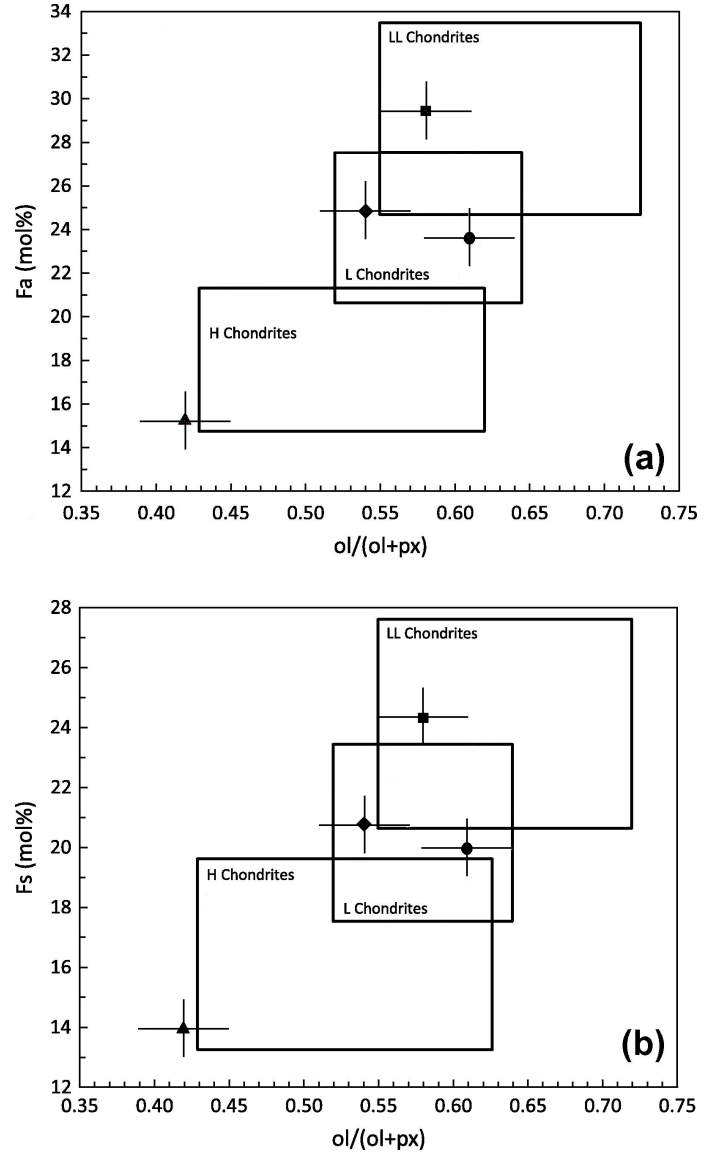 34
32
30
28
26
24
22
20
18
16
14
12
Fa (mol%)
LL Chondrites
L Chondrites
H Chondrites
(a)
0.35 0.40 0.45 0.50 0.55 0.60 0.65 0.70 0.75
ol/(ol+px)
28
26
24
22
20
18
16
14
12
Fs (mol%)
LL Chondrites
H Chondrites
L Chondrites
(b)
0.35 0.40 0.45 0.50 0.55 0.60 0.65 0.70 0.75
ol/(ol+px)